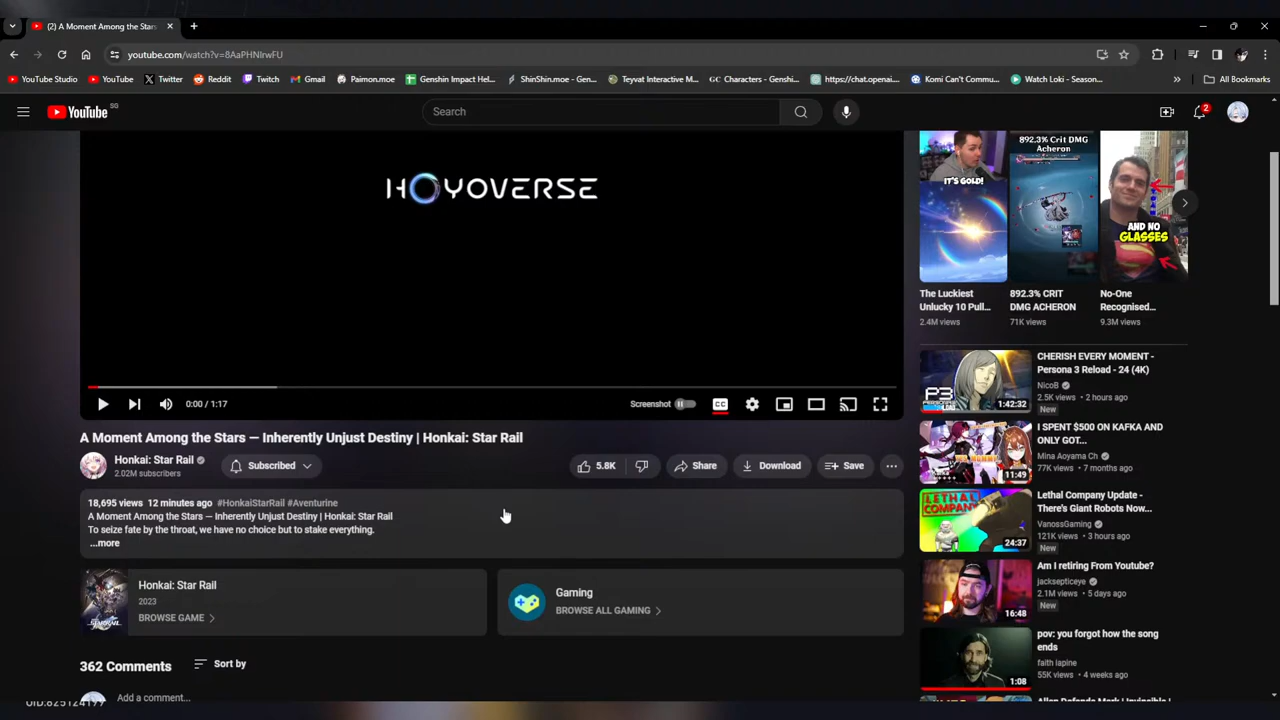 (2) A Moment Among the Stars
youtube.com/watch?v=8AaPHNIrwFU
YouTube Studio YouTube Twitter Reddit Twitch Gmail Paimon.moe Genshin Impact Hel... ShinShin.moe - Gen... Teyvat Interactive M... GC Characters - Genshi... https://chat.openai... Komi Can't Commu... Watch Loki - Season... » All Bookmarks
YouTube SG
Search
2
HOYOVERSE
IT'S GOLD!
892.3% Crit DMG
Acheron
AND NO
GLASSES
The Luckiest
Unlucky 10 Pull...
2.4M views
892.3% CRIT
DMG ACHERON
71K views
No-One
Recognised...
9.3M views
0:00 / 1:17
Screenshot
CC
A Moment Among the Stars — Inherently Unjust Destiny | Honkai: Star Rail
Honkai: Star Rail
2.02M subscribers
Subscribed
5.8K
Share
Download
Save
18,695 views 12 minutes ago #HonkaiStarRail #Aventurine
A Moment Among the Stars — Inherently Unjust Destiny | Honkai: Star Rail
To seize fate by the throat, we have no choice but to stake everything.
...more
STARRAIL
Honkai: Star Rail
2023
BROWSE GAME
Gaming
BROWSE ALL GAMING
362 Comments
Sort by
Add a comment...
UID:825124199
P3
1:42:32
CHERISH EVERY MOMENT -
Persona 3 Reload - 24 (4K)
NicoB
2.5K views • 2 hours ago
New
11:49
I SPENT $500 ON KAFKA AND
ONLY GOT...
Mina Aoyama Ch
77K views • 7 months ago
LETHAL
COMPANY
24:37
Lethal Company Update -
There's Giant Robots Now...
VanossGaming
121K views • 3 hours ago
New
16:48
Am I retiring From Youtube?
jacksepticeye
2.1M views • 5 days ago
New
1:08
pov: you forgot how the song
ends
faith lapine
55K views • 4 weeks ago